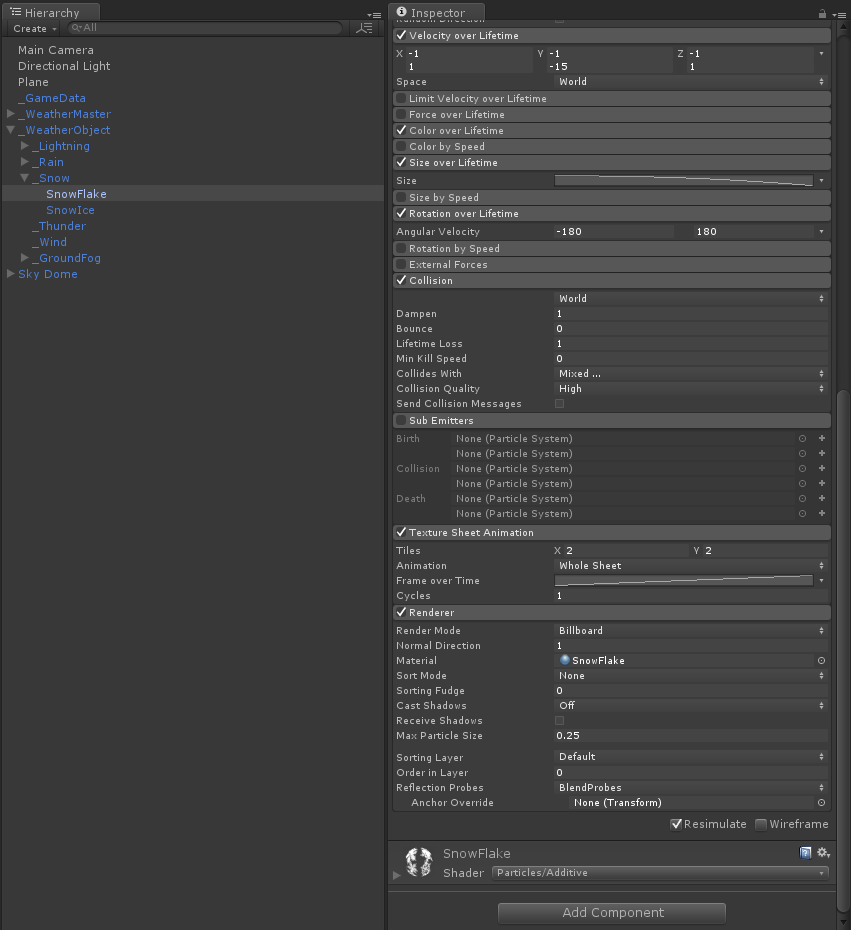 Hierarchy
Create
All
Main Camera
Directional Light
Plane
_GameData
_WeatherMaster
_WeatherObject
_Lightning
_Rain
_Snow
SnowFlake
SnowIce
_Thunder
_Wind
_GroundFog
Sky Dome
Inspector
Random Direction
Velocity over Lifetime
X -1 Y -1 Z -1
1 -15 1
Space World
Limit Velocity over Lifetime
Force over Lifetime
Color over Lifetime
Color by Speed
Size over Lifetime
Size
Size by Speed
Rotation over Lifetime
Angular Velocity -180 180
Rotation by Speed
External Forces
Collision
World
Dampen 1
Bounce 0
Lifetime Loss 1
Min Kill Speed 0
Collides With Mixed ...
Collision Quality High
Send Collision Messages
Sub Emitters
Birth None (Particle System)
None (Particle System)
Collision None (Particle System)
None (Particle System)
Death None (Particle System)
None (Particle System)
Texture Sheet Animation
Tiles X 2 Y 2
Animation Whole Sheet
Frame over Time
Cycles 1
Renderer
Render Mode Billboard
Normal Direction 1
Material SnowFlake
Sort Mode None
Sorting Fudge 0
Cast Shadows Off
Receive Shadows
Max Particle Size 0.25
Sorting Layer Default
Order in Layer 0
Reflection Probes BlendProbes
Anchor Override None (Transform)
Resimulate Wireframe
SnowFlake
Shader Particles/Additive
Add Component